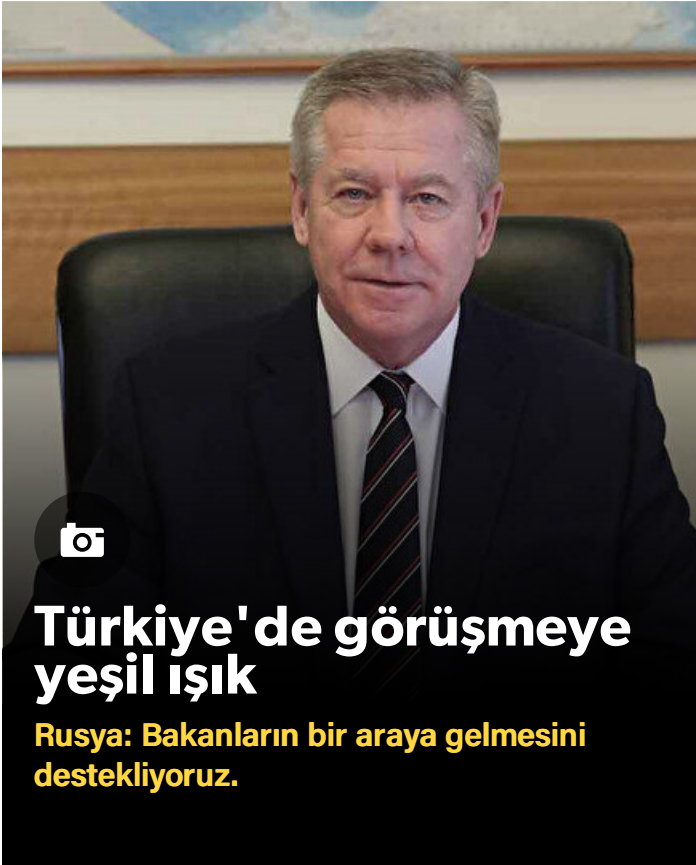 Türkiye'de görüşmeye
yeşil ışık
Rusya: Bakanların bir araya gelmesini
destekliyoruz.